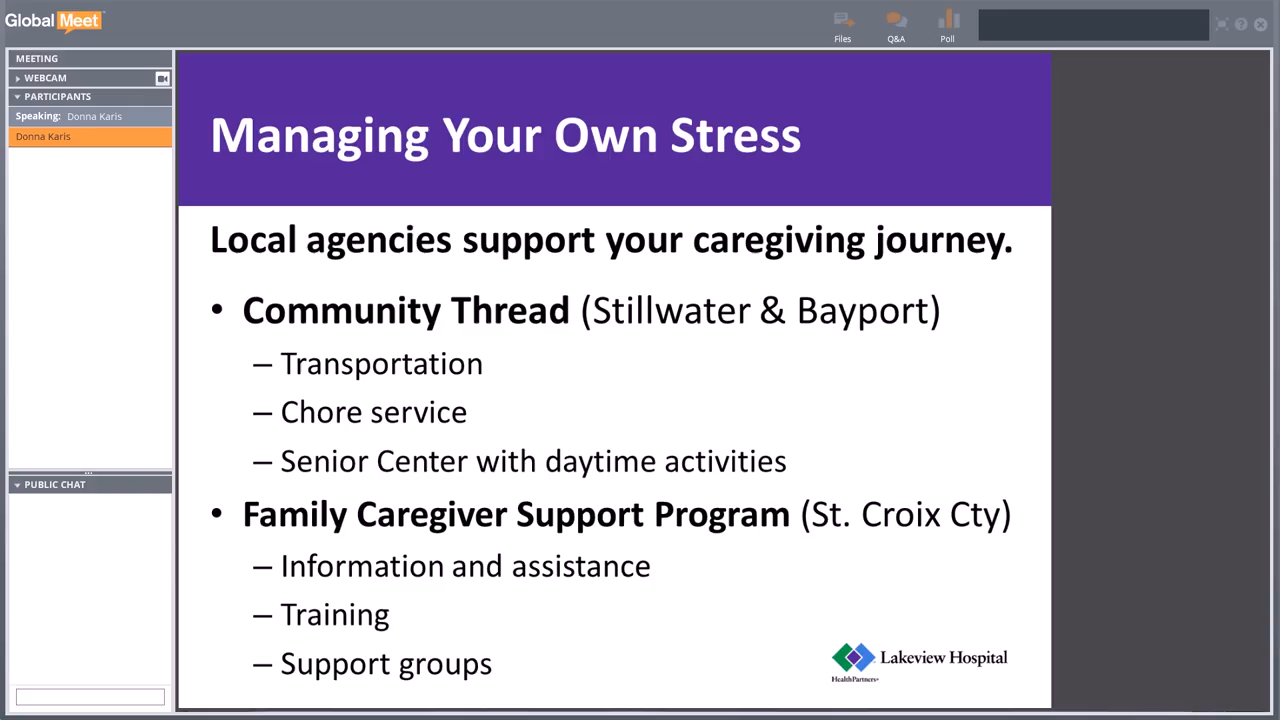 Global Meet
Files
Q&A
Poll
MEETING
WEBCAM
PARTICIPANTS
Speaking: Donna Karis
Donna Karis
PUBLIC CHAT
Managing Your Own Stress
Local agencies support your caregiving journey.
• Community Thread (Stillwater & Bayport)
– Transportation
– Chore service
– Senior Center with daytime activities
• Family Caregiver Support Program (St. Croix Cty)
– Information and assistance
– Training
– Support groups
Lakeview Hospital
HealthPartners